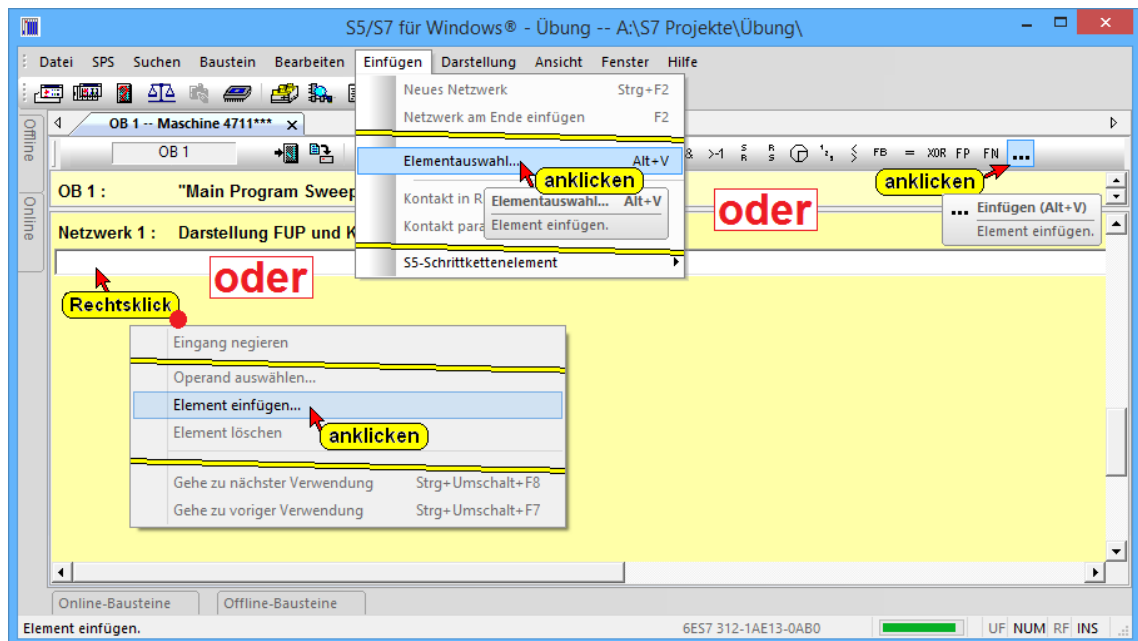 S5/S7 für Windows® - Übung -- A:\S7 Projekte\Übung\
Datei SPS Suchen Baustein Bearbeiten Einfügen Darstellung Ansicht Fenster Hilfe
Neues Netzwerk Strg+F2
Netzwerk am Ende einfügen F2
Offline
OB 1 -- Maschine 4711*** x
OB 1
Elementauswahl... Alt+V
& >-1 S R R S FB = XOR FP FN ...
anklicken
anklicken
OB 1 : "Main Program Sweep
Kontakt in R
Elementauswahl... Alt+V
Element einfügen.
oder
... Einfügen (Alt+V)
Element einfügen.
Online
Netzwerk 1 : Darstellung FUP und K
Kontakt para
S5-Schrittkettenelement
oder
Rechtsklick
Eingang negieren
Operand auswählen...
Element einfügen...
anklicken
Element löschen
Gehe zu nächster Verwendung Strg+Umschalt+F8
Gehe zu voriger Verwendung Strg+Umschalt+F7
Online-Bausteine Offline-Bausteine
Element einfügen. 6ES7 312-1AE13-0AB0 UF NUM RF INS